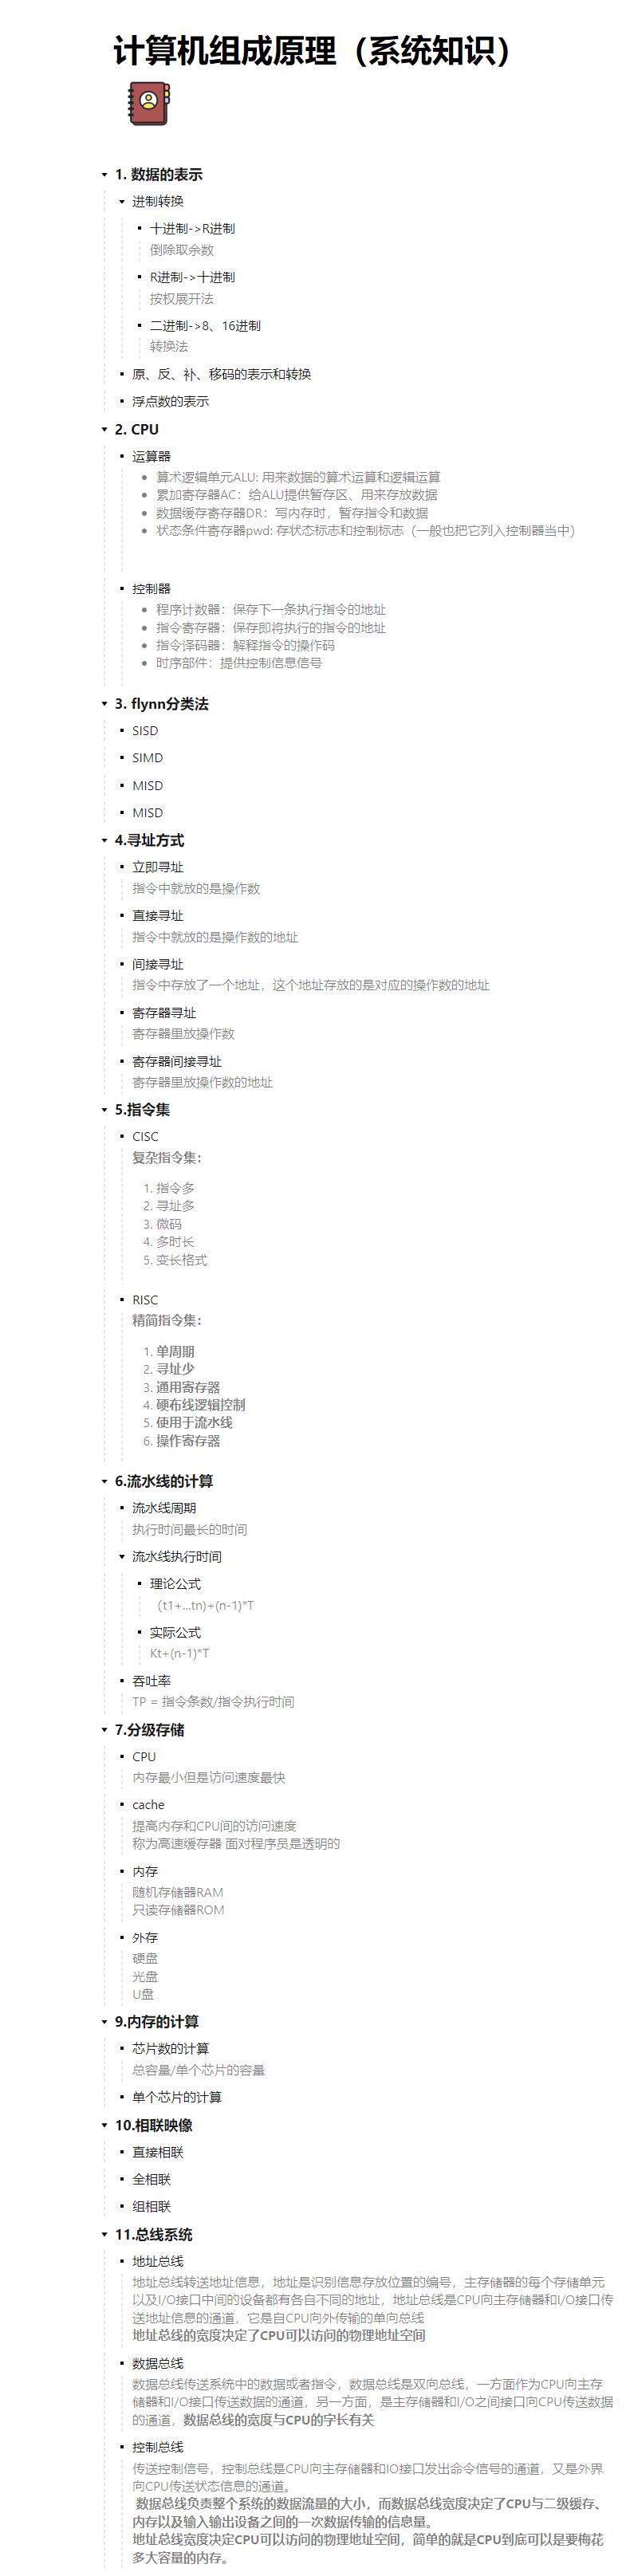 计算机组成原理（系统知识）
1. 数据的表示
进制转换
十进制->R进制
倒除取余数
R进制->十进制
按权展开法
二进制->8、16进制
转换法
原、反、补、移码的表示和转换
浮点数的表示
2. CPU
运算器
算术逻辑单元ALU: 用来数据的算术运算和逻辑运算
累加寄存器AC：给ALU提供暂存区、用来存放数据
数据缓存寄存器DR：写内存时，暂存指令和数据
状态条件寄存器pwd: 存状态标志和控制标志（一般也把它列入控制器当中）
控制器
程序计数器：保存下一条执行指令的地址
指令寄存器：保存即将执行的指令的地址
指令译码器：解释指令的操作码
时序部件：提供控制信息信号
3. flynn分类法
SISD
SIMD
MISD
MISD
4.寻址方式
立即寻址
指令中就放的是操作数
直接寻址
指令中就放的是操作数的地址
间接寻址
指令中存放了一个地址，这个地址存放的是对应的操作数的地址
寄存器寻址
寄存器里放操作数
寄存器间接寻址
寄存器里放操作数的地址
5.指令集
CISC
复杂指令集：
1. 指令多
2. 寻址多
3. 微码
4. 多时长
5. 变长格式
RISC
精简指令集：
1. 单周期
2. 寻址少
3. 通用寄存器
4. 硬布线逻辑控制
5. 使用于流水线
6. 操作寄存器
6.流水线的计算
流水线周期
执行时间最长的时间
流水线执行时间
理论公式
（t1+...tn)+(n-1)*T
实际公式
Kt+(n-1)*T
吞吐率
TP = 指令条数/指令执行时间
7.分级存储
CPU
内存最小但是访问速度最快
cache
提高内存和CPU间的访问速度
称为高速缓存器 面对程序员是透明的
内存
随机存储器RAM
只读存储器ROM
外存
硬盘
光盘
U盘
9.内存的计算
芯片数的计算
总容量/单个芯片的容量
单个芯片的计算
10.相联映像
直接相联
全相联
组相联
11.总线系统
地址总线
地址总线转送地址信息，地址是识别信息存放位置的编号，主存储器的每个存储单元
以及I/O接口中间的设备都有各自不同的地址，地址总线是CPU向主存储器和I/O接口传
送地址信息的通道，它是自CPU向外传输的单向总线
地址总线的宽度决定了CPU可以访问的物理地址空间
数据总线
数据总线传送系统中的数据或者指令，数据总线是双向总线，一方面作为CPU向主存
储器和I/O接口传送数据的通道，另一方面，是主存储器和I/O之间接口向CPU传送数据
的通道，数据总线的宽度与CPU的字长有关
控制总线
传送控制信号，控制总线是CPU向主存储器和IO接口发出命令信号的通道，又是外界
向CPU传送状态信息的通道。
数据总线负责整个系统的数据流量的大小，而数据总线宽度决定了CPU与二级缓存、
内存以及输入输出设备之间的一次数据传输的信息量。
地址总线宽度决定CPU可以访问的物理地址空间，简单的就是CPU到底可以是要梅花
多大容量的内存。